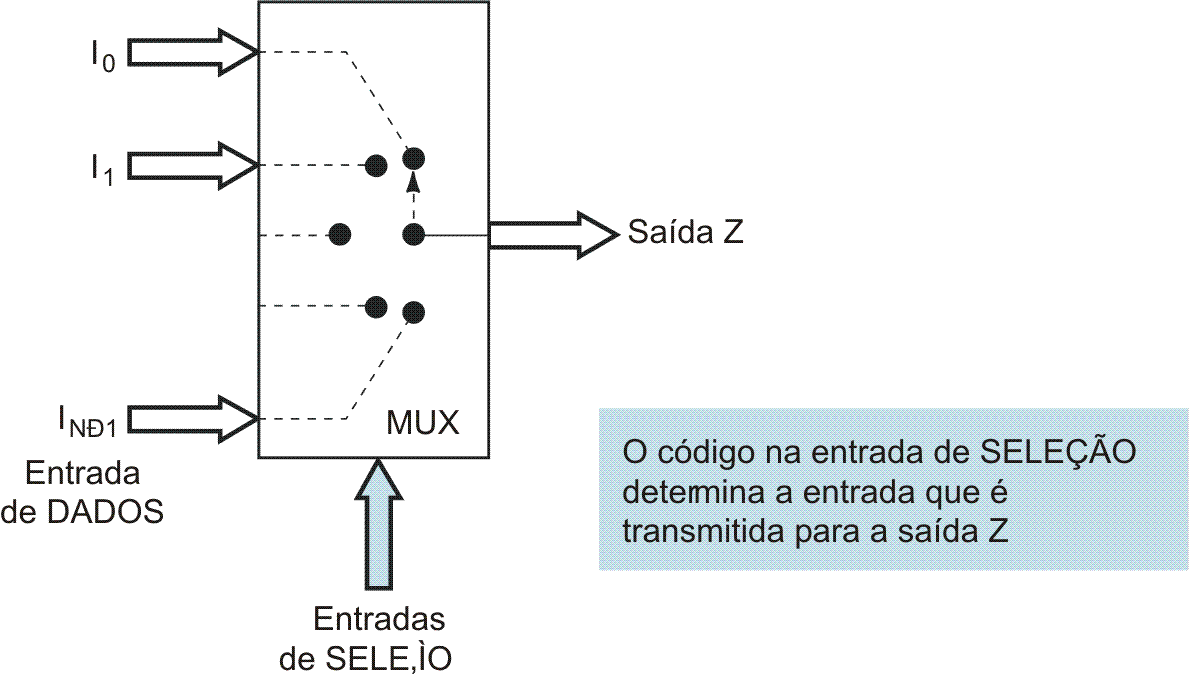 I0
I1
Saída Z
INÐ1
MUX
Entrada
de DADOS
O código na entrada de SELEÇÃO
determina a entrada que é
transmitida para a saída Z
Entradas
de SELE,ÌO